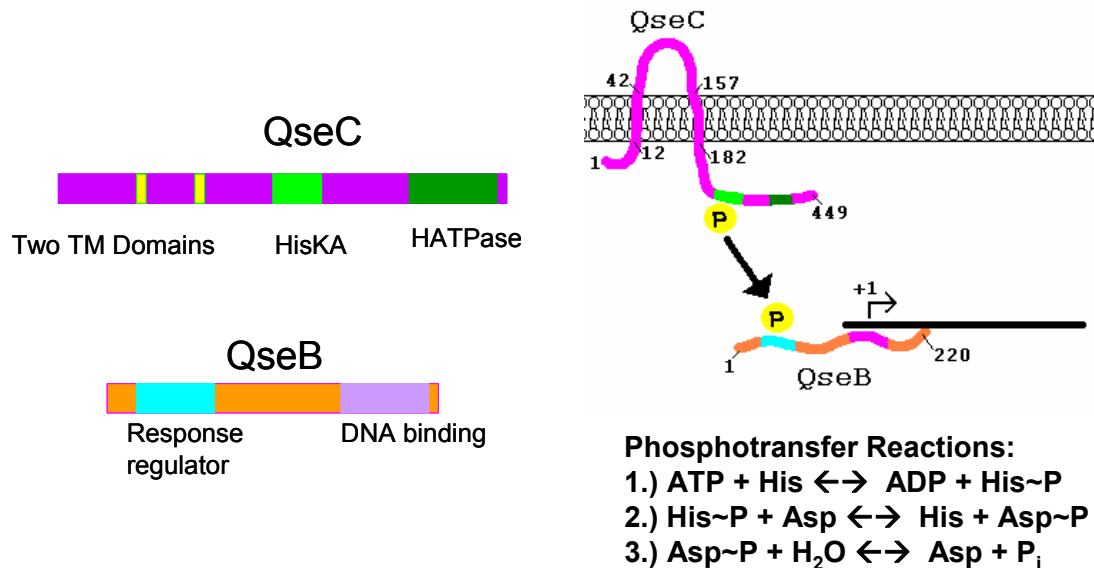 QseC
Two TM Domains
HisKA
HATPase
QseB
Response
regulator
DNA binding
QseC
42
157
1
12
182
449
P
P
+1
1
220
QseB
Phosphotransfer Reactions:
1.) ATP + His ←→ ADP + His~P
2.) His~P + Asp ←→ His + Asp~P
3.) Asp~P + H₂O ←→ Asp + Pᵢ